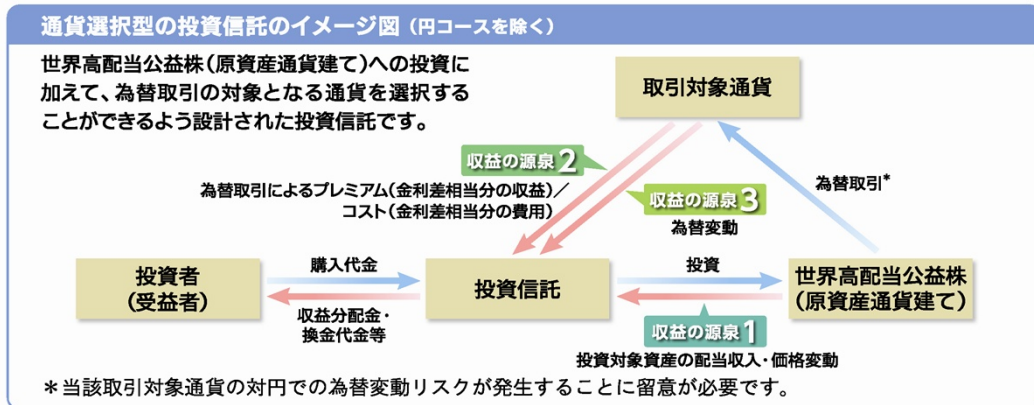 通貨選択型の投資信託のイメージ図（円コースを除く）
世界高配当公益株（原資産通貨建て）への投資に
加えて、為替取引の対象となる通貨を選択する
ことができるよう設計された投資信託です。
取引対象通貨
収益の源泉2
為替取引によるプレミアム（金利差相当分の収益）／
コスト（金利差相当分の費用）
収益の源泉3
為替変動
為替取引*
投資者
（受益者）
購入代金
収益分配金・
換金代金等
投資信託
投資
収益の源泉1
投資対象資産の配当収入・価格変動
世界高配当公益株
（原資産通貨建て）
＊当該取引対象通貨の対円での為替変動リスクが発生することに留意が必要です。